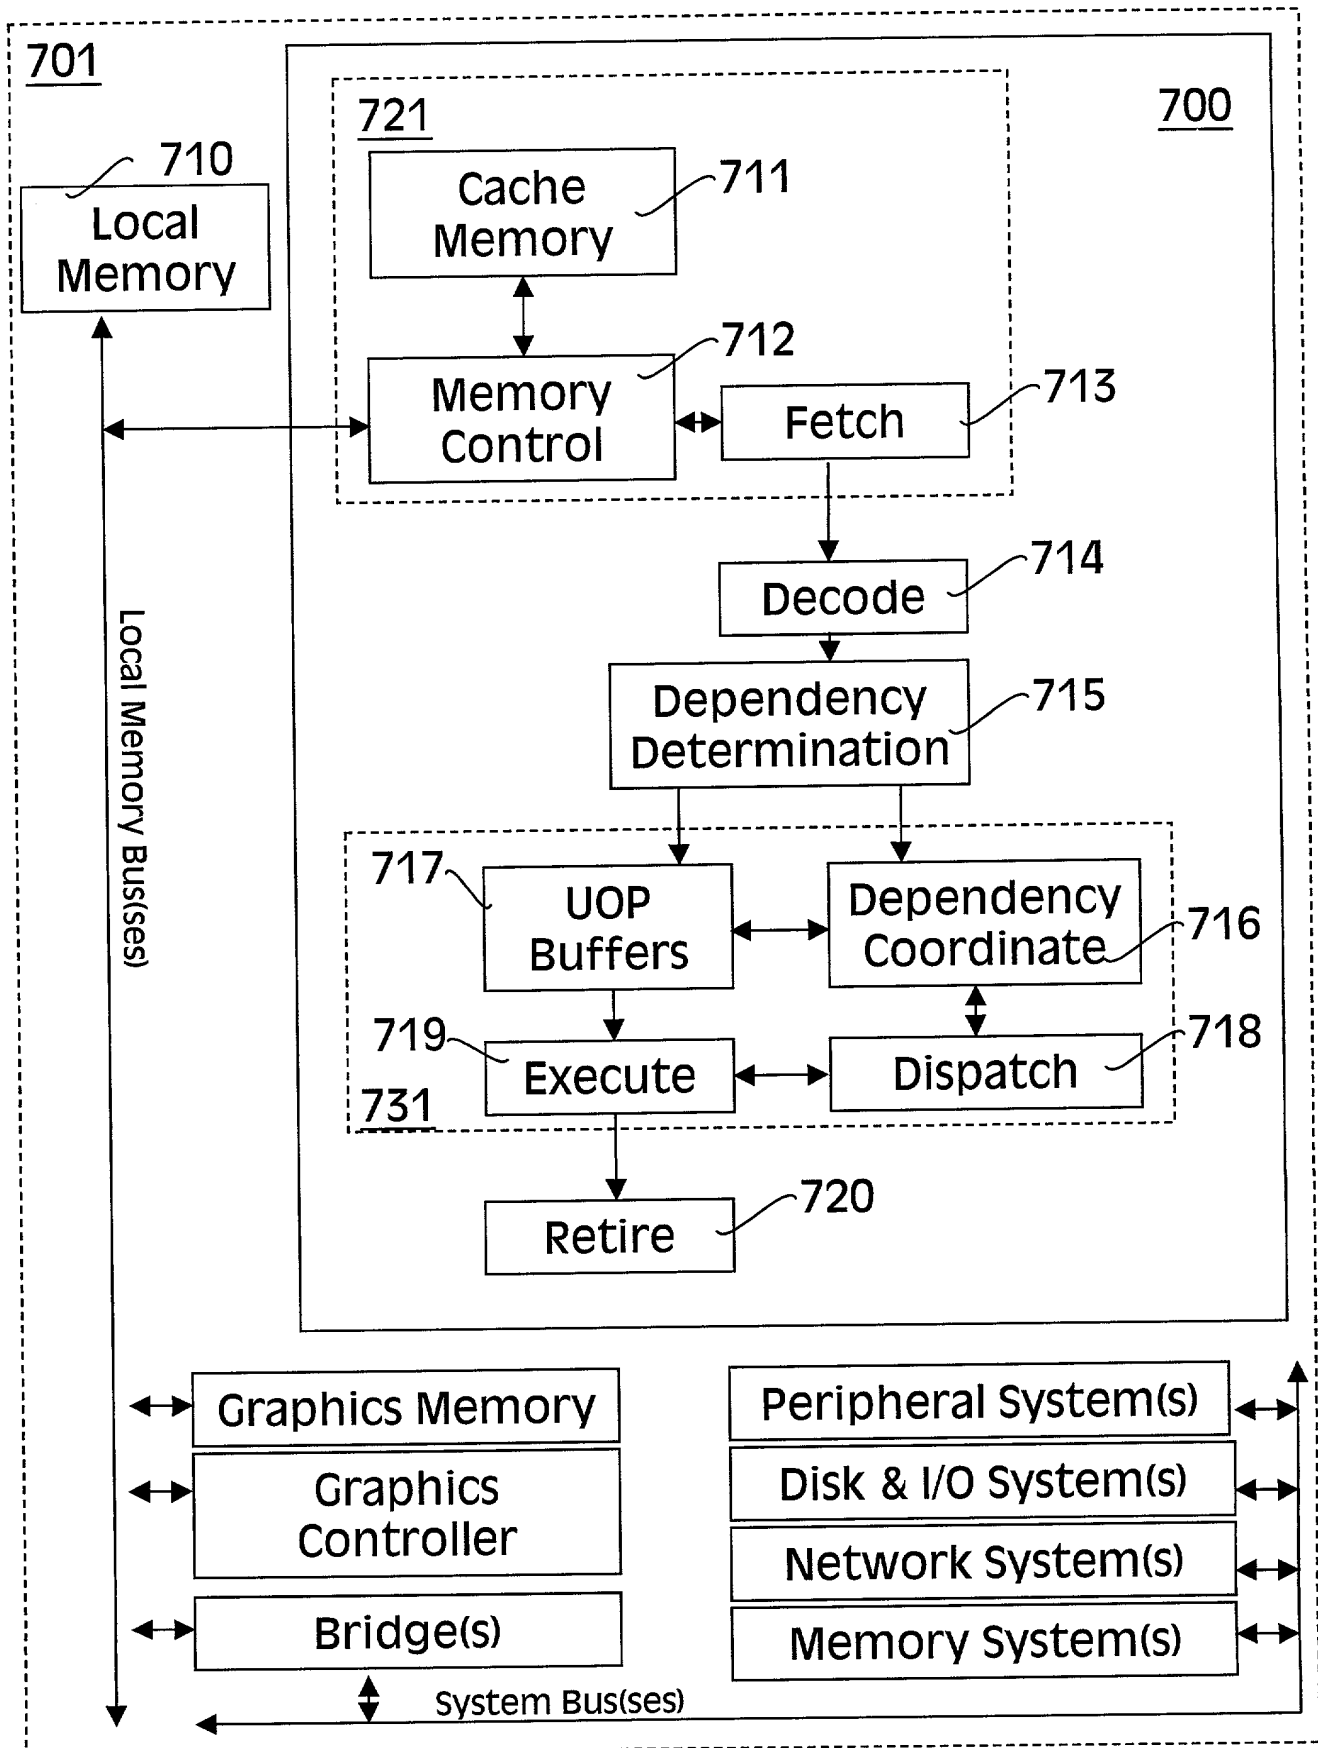 701
700
721
710
Local
Memory
Cache
Memory
711
712
Memory
Control
713
Fetch
714
Decode
715
Dependency
Determination
Local Memory Bus(ses)
717
UOP
Buffers
Dependency
Coordinate
716
719
Execute
718
Dispatch
731
720
Retire
Graphics Memory
Graphics
Controller
Bridge(s)
Peripheral System(s)
Disk & I/O System(s)
Network System(s)
Memory System(s)
System Bus(ses)